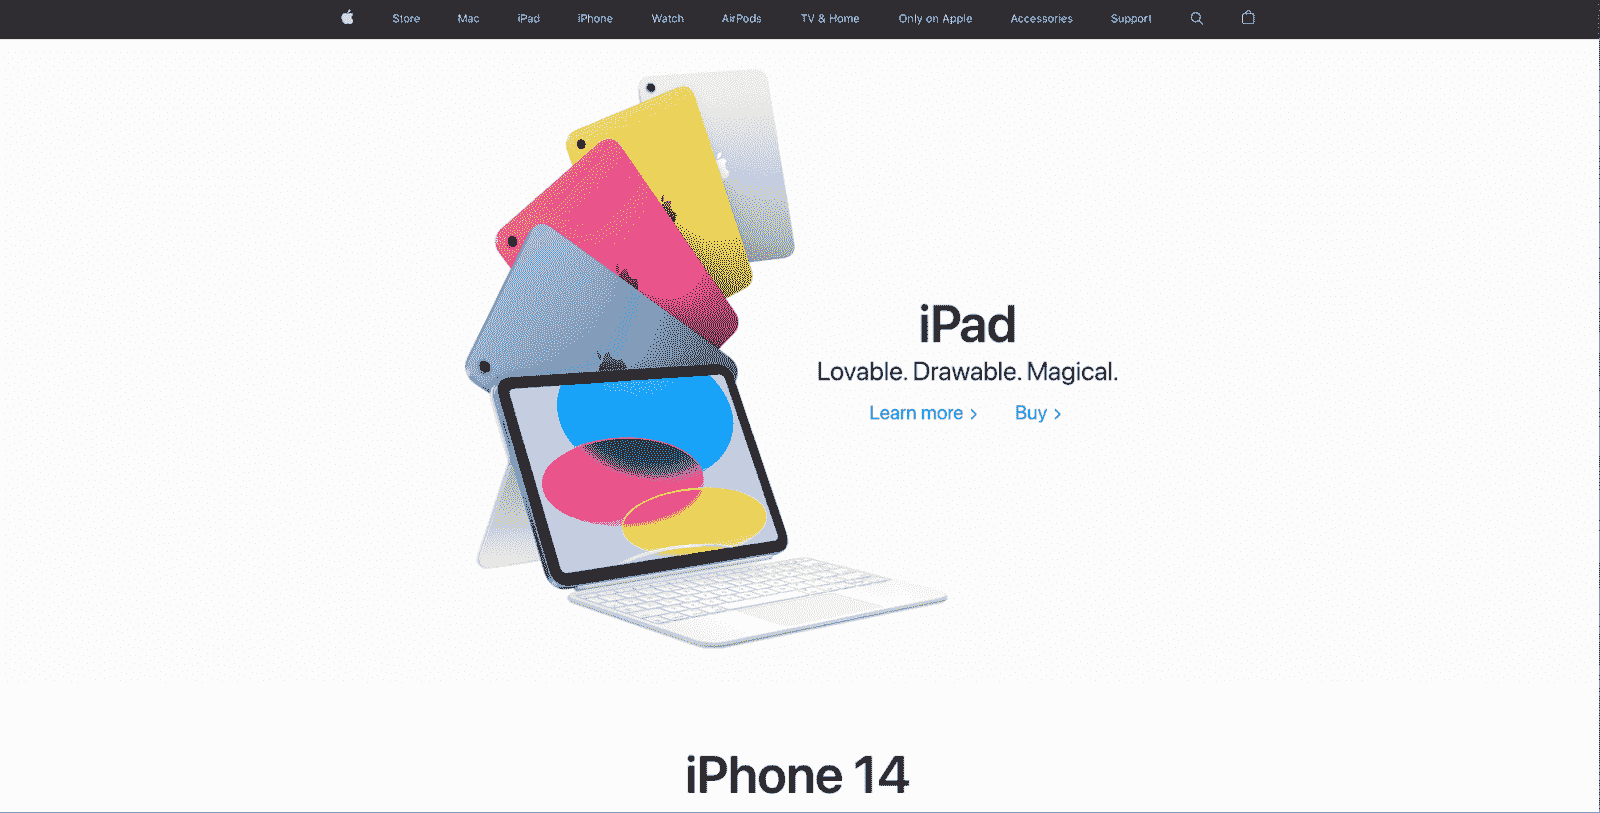 Store Mac iPad iPhone Watch AirPods TV & Home Only on Apple Accessories Support
iPad
Lovable. Drawable. Magical.
Learn more > Buy >
iPhone 14